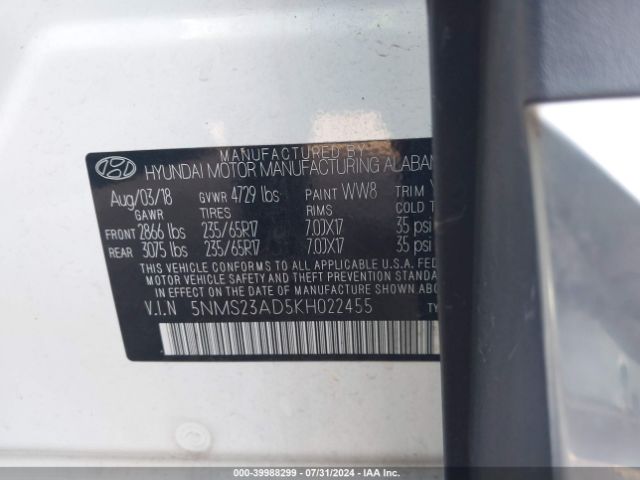 MANUFACTURED BY
HYUNDAI MOTOR MANUFACTURING ALABAM
Aug/03/18 GVWR 4729 lbs PAINT WW8 TRIM
GAWR TIRES RIMS COLD T
FRONT 2866 lbs 235/65R17 7.0JX17 35 psi
REAR 3075 lbs 235/65R17 7.0JX17 35 psi
THIS VEHICLE CONFORMS TO ALL APPLICABLE U.S.A. FED
MOTOR VEHICLE SAFETY AND THEFT PREVENTION STANDAR
IN EFFECT ON THE DATE OF MANUFACTURE SHOWN ABO
V.I.N 5NMS23AD5KH022455 TY
000-39988299 - 07/31/2024 - IAA, Inc.